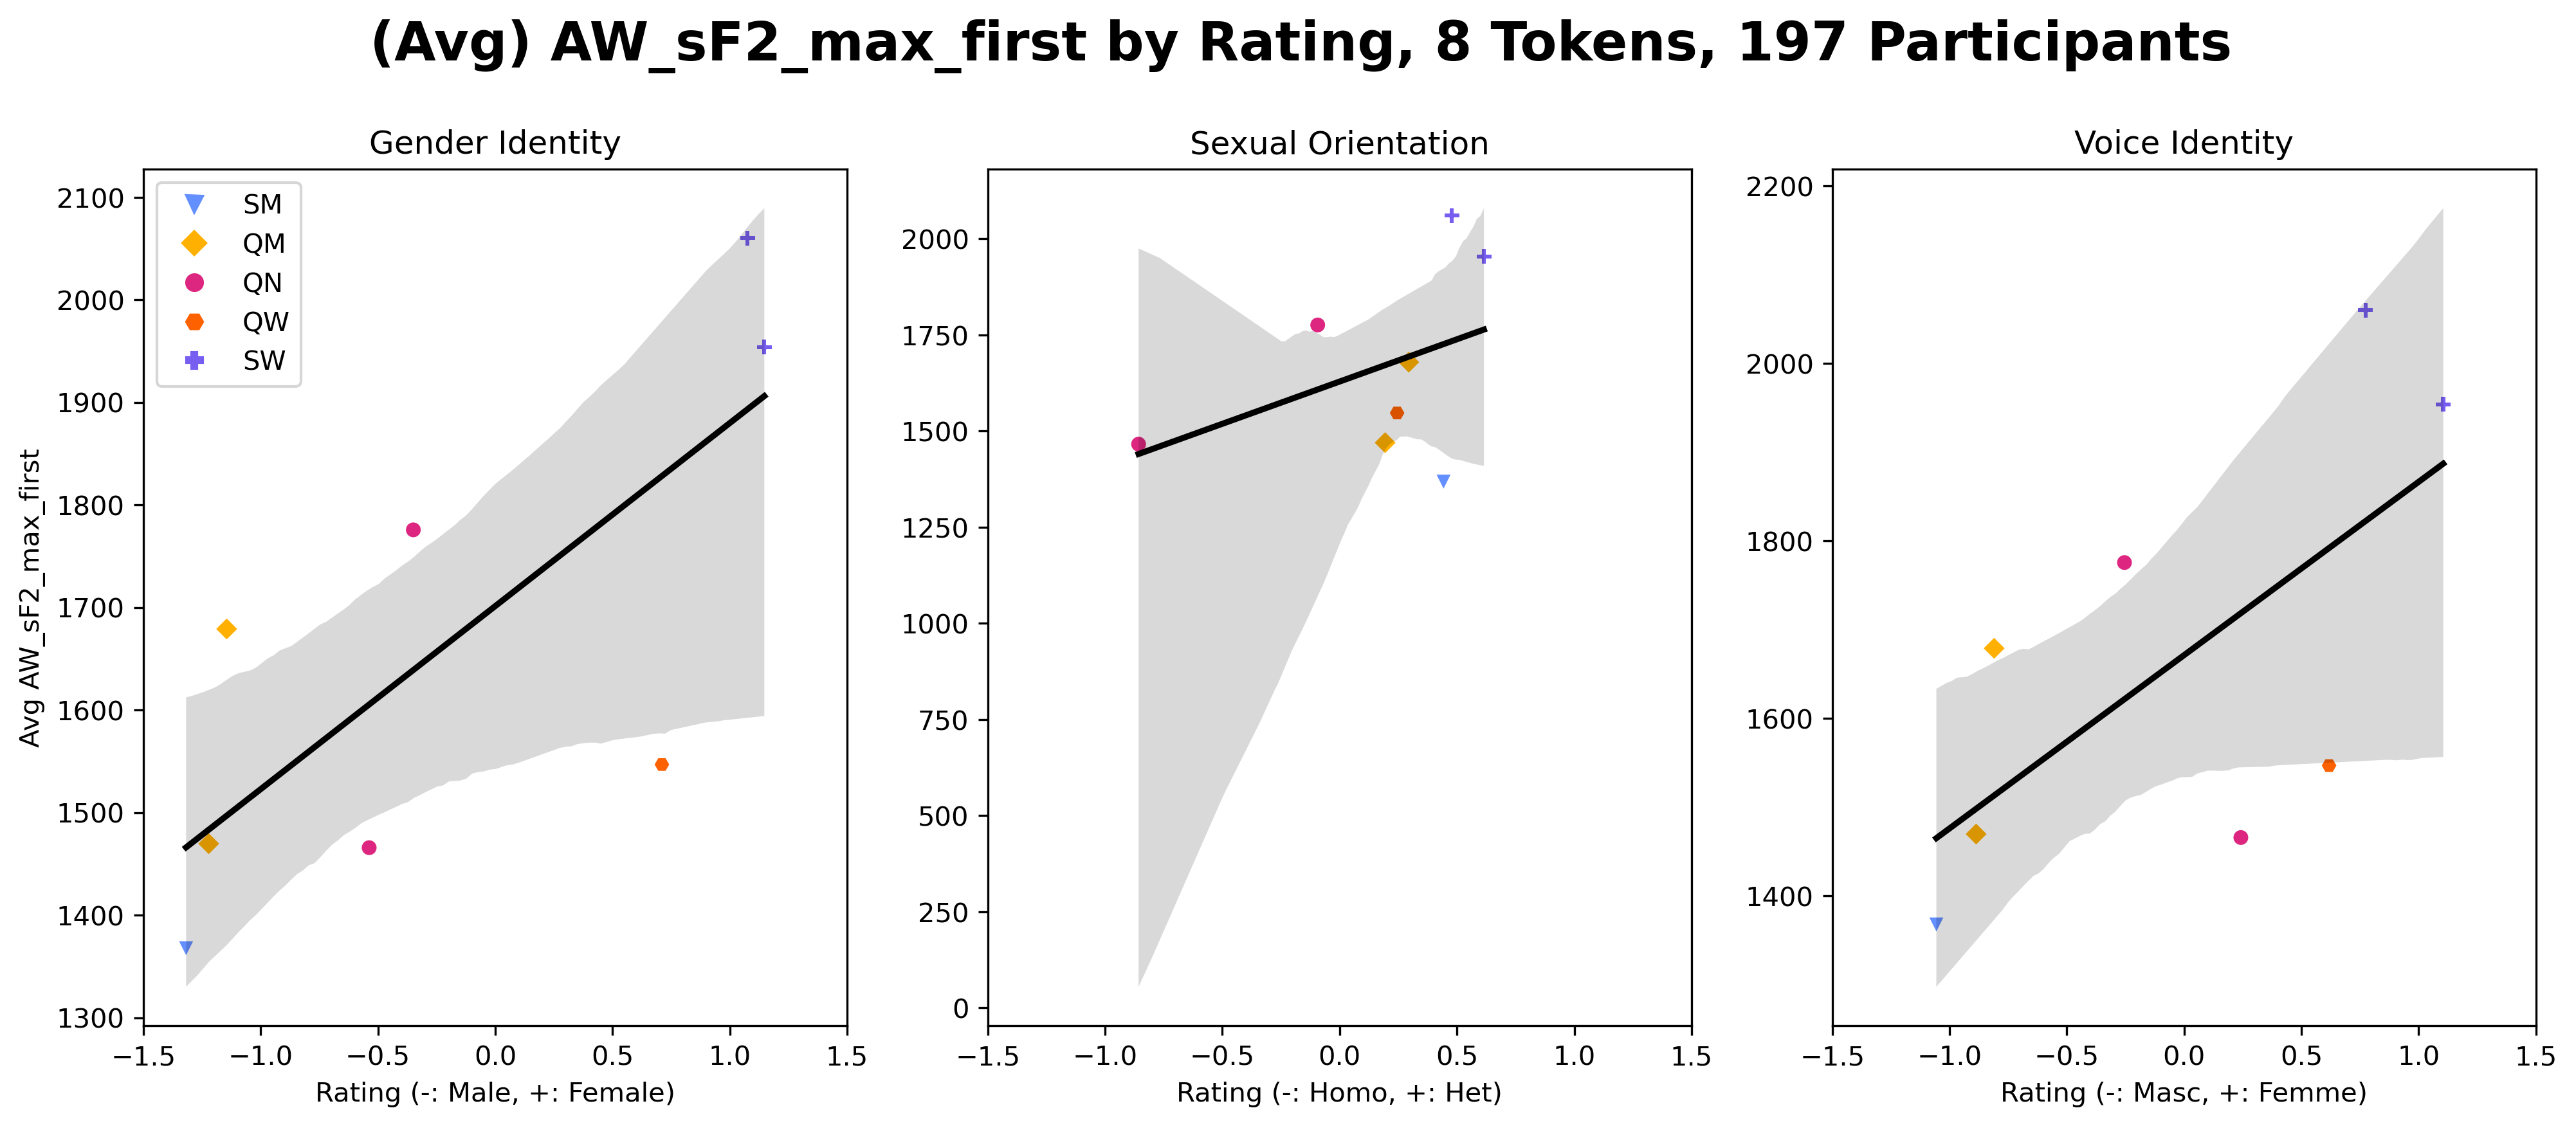 (Avg) AW_sF2_max_first by Rating, 8 Tokens, 197 Participants
Gender Identity
Sexual Orientation
Voice Identity
SM
QM
QN
QW
SW
Avg AW_sF2_max_first
2100
2000
1900
1800
1700
1600
1500
1400
1300
−1.5 −1.0 −0.5 0.0 0.5 1.0 1.5
Rating (-: Male, +: Female)
2000
1750
1500
1250
1000
750
500
250
0
−1.5 −1.0 −0.5 0.0 0.5 1.0 1.5
Rating (-: Homo, +: Het)
2200
2000
1800
1600
1400
−1.5 −1.0 −0.5 0.0 0.5 1.0 1.5
Rating (-: Masc, +: Femme)